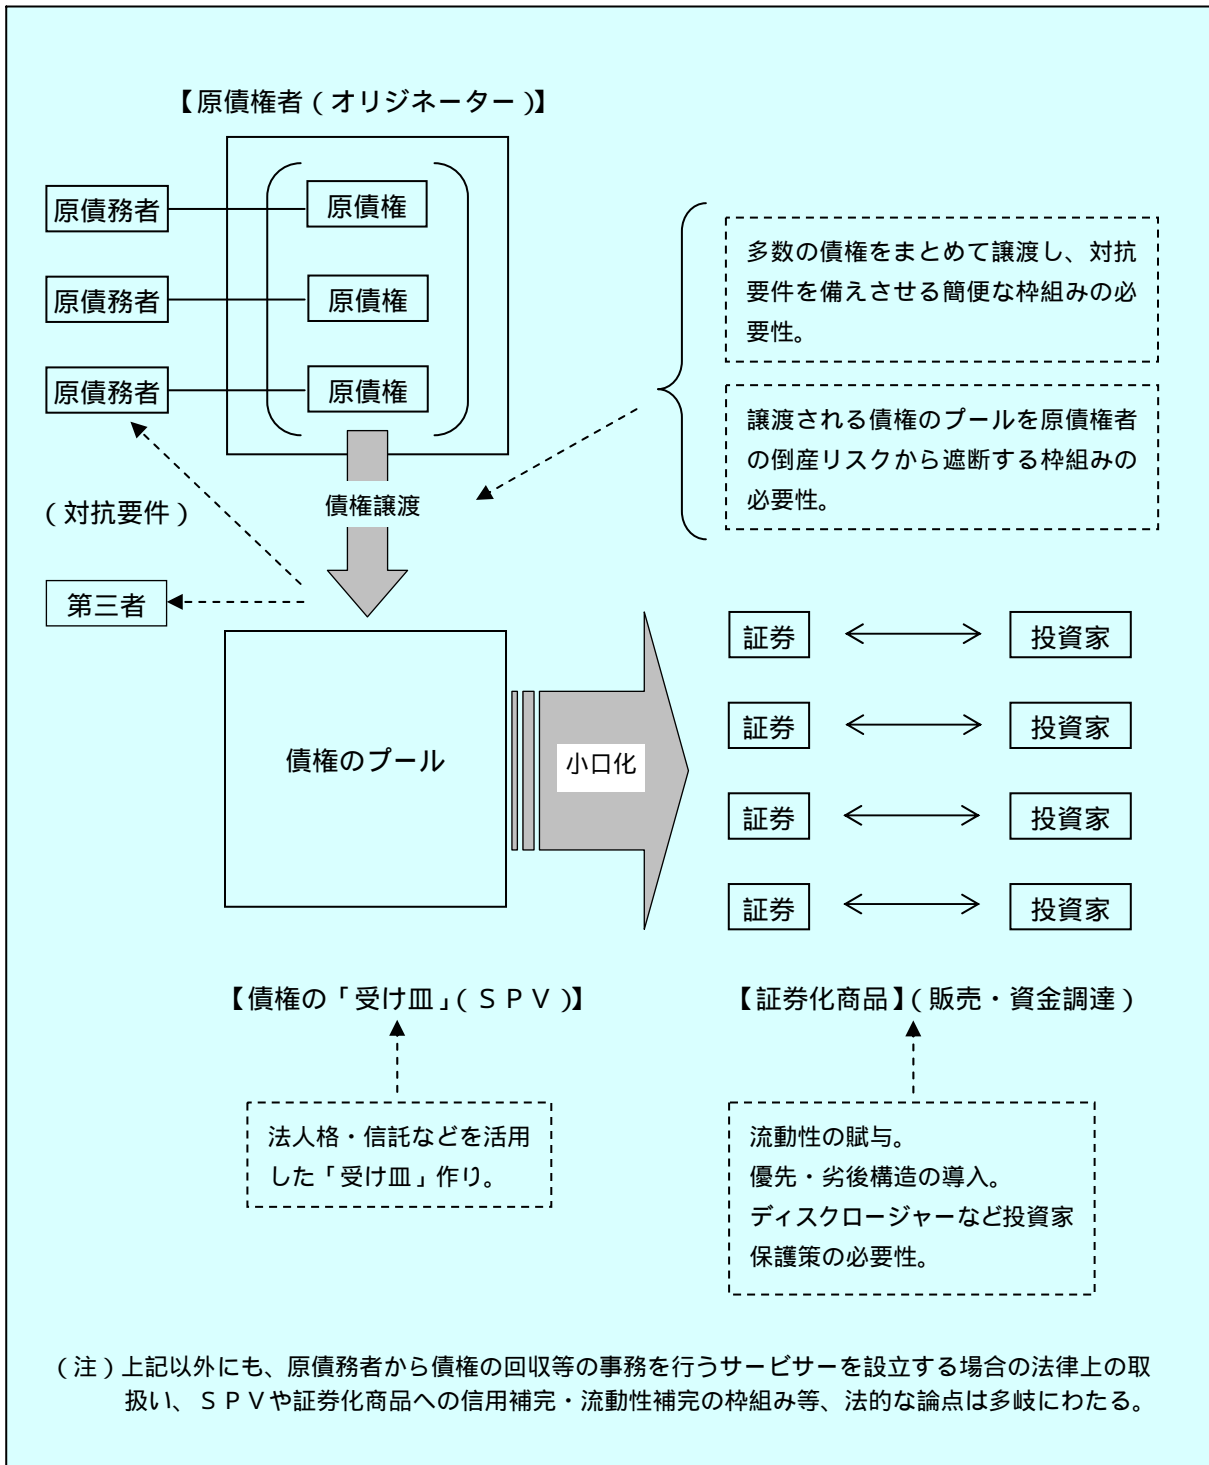 【原債権者（オリジネーター）】
原債務者
原債権
原債務者
原債権
原債務者
原債権
多数の債権をまとめて譲渡し、対抗
要件を備えさせる簡便な枠組みの必
要性。
譲渡される債権のプールを原債権者
の倒産リスクから遮断する枠組みの
必要性。
債権譲渡
（対抗要件）
第三者
債権のプール
小口化
証券
投資家
証券
投資家
証券
投資家
証券
投資家
【債権の「受け皿」（ＳＰＶ）】
【証券化商品】（販売・資金調達）
法人格・信託などを活用
した「受け皿」作り。
流動性の賦与。
優先・劣後構造の導入。
ディスクロージャーなど投資家
保護策の必要性。
（注）上記以外にも、原債務者から債権の回収等の事務を行うサービサーを設立する場合の法律上の取
扱い、ＳＰＶや証券化商品への信用補完・流動性補完の枠組み等、法的な論点は多岐にわたる。